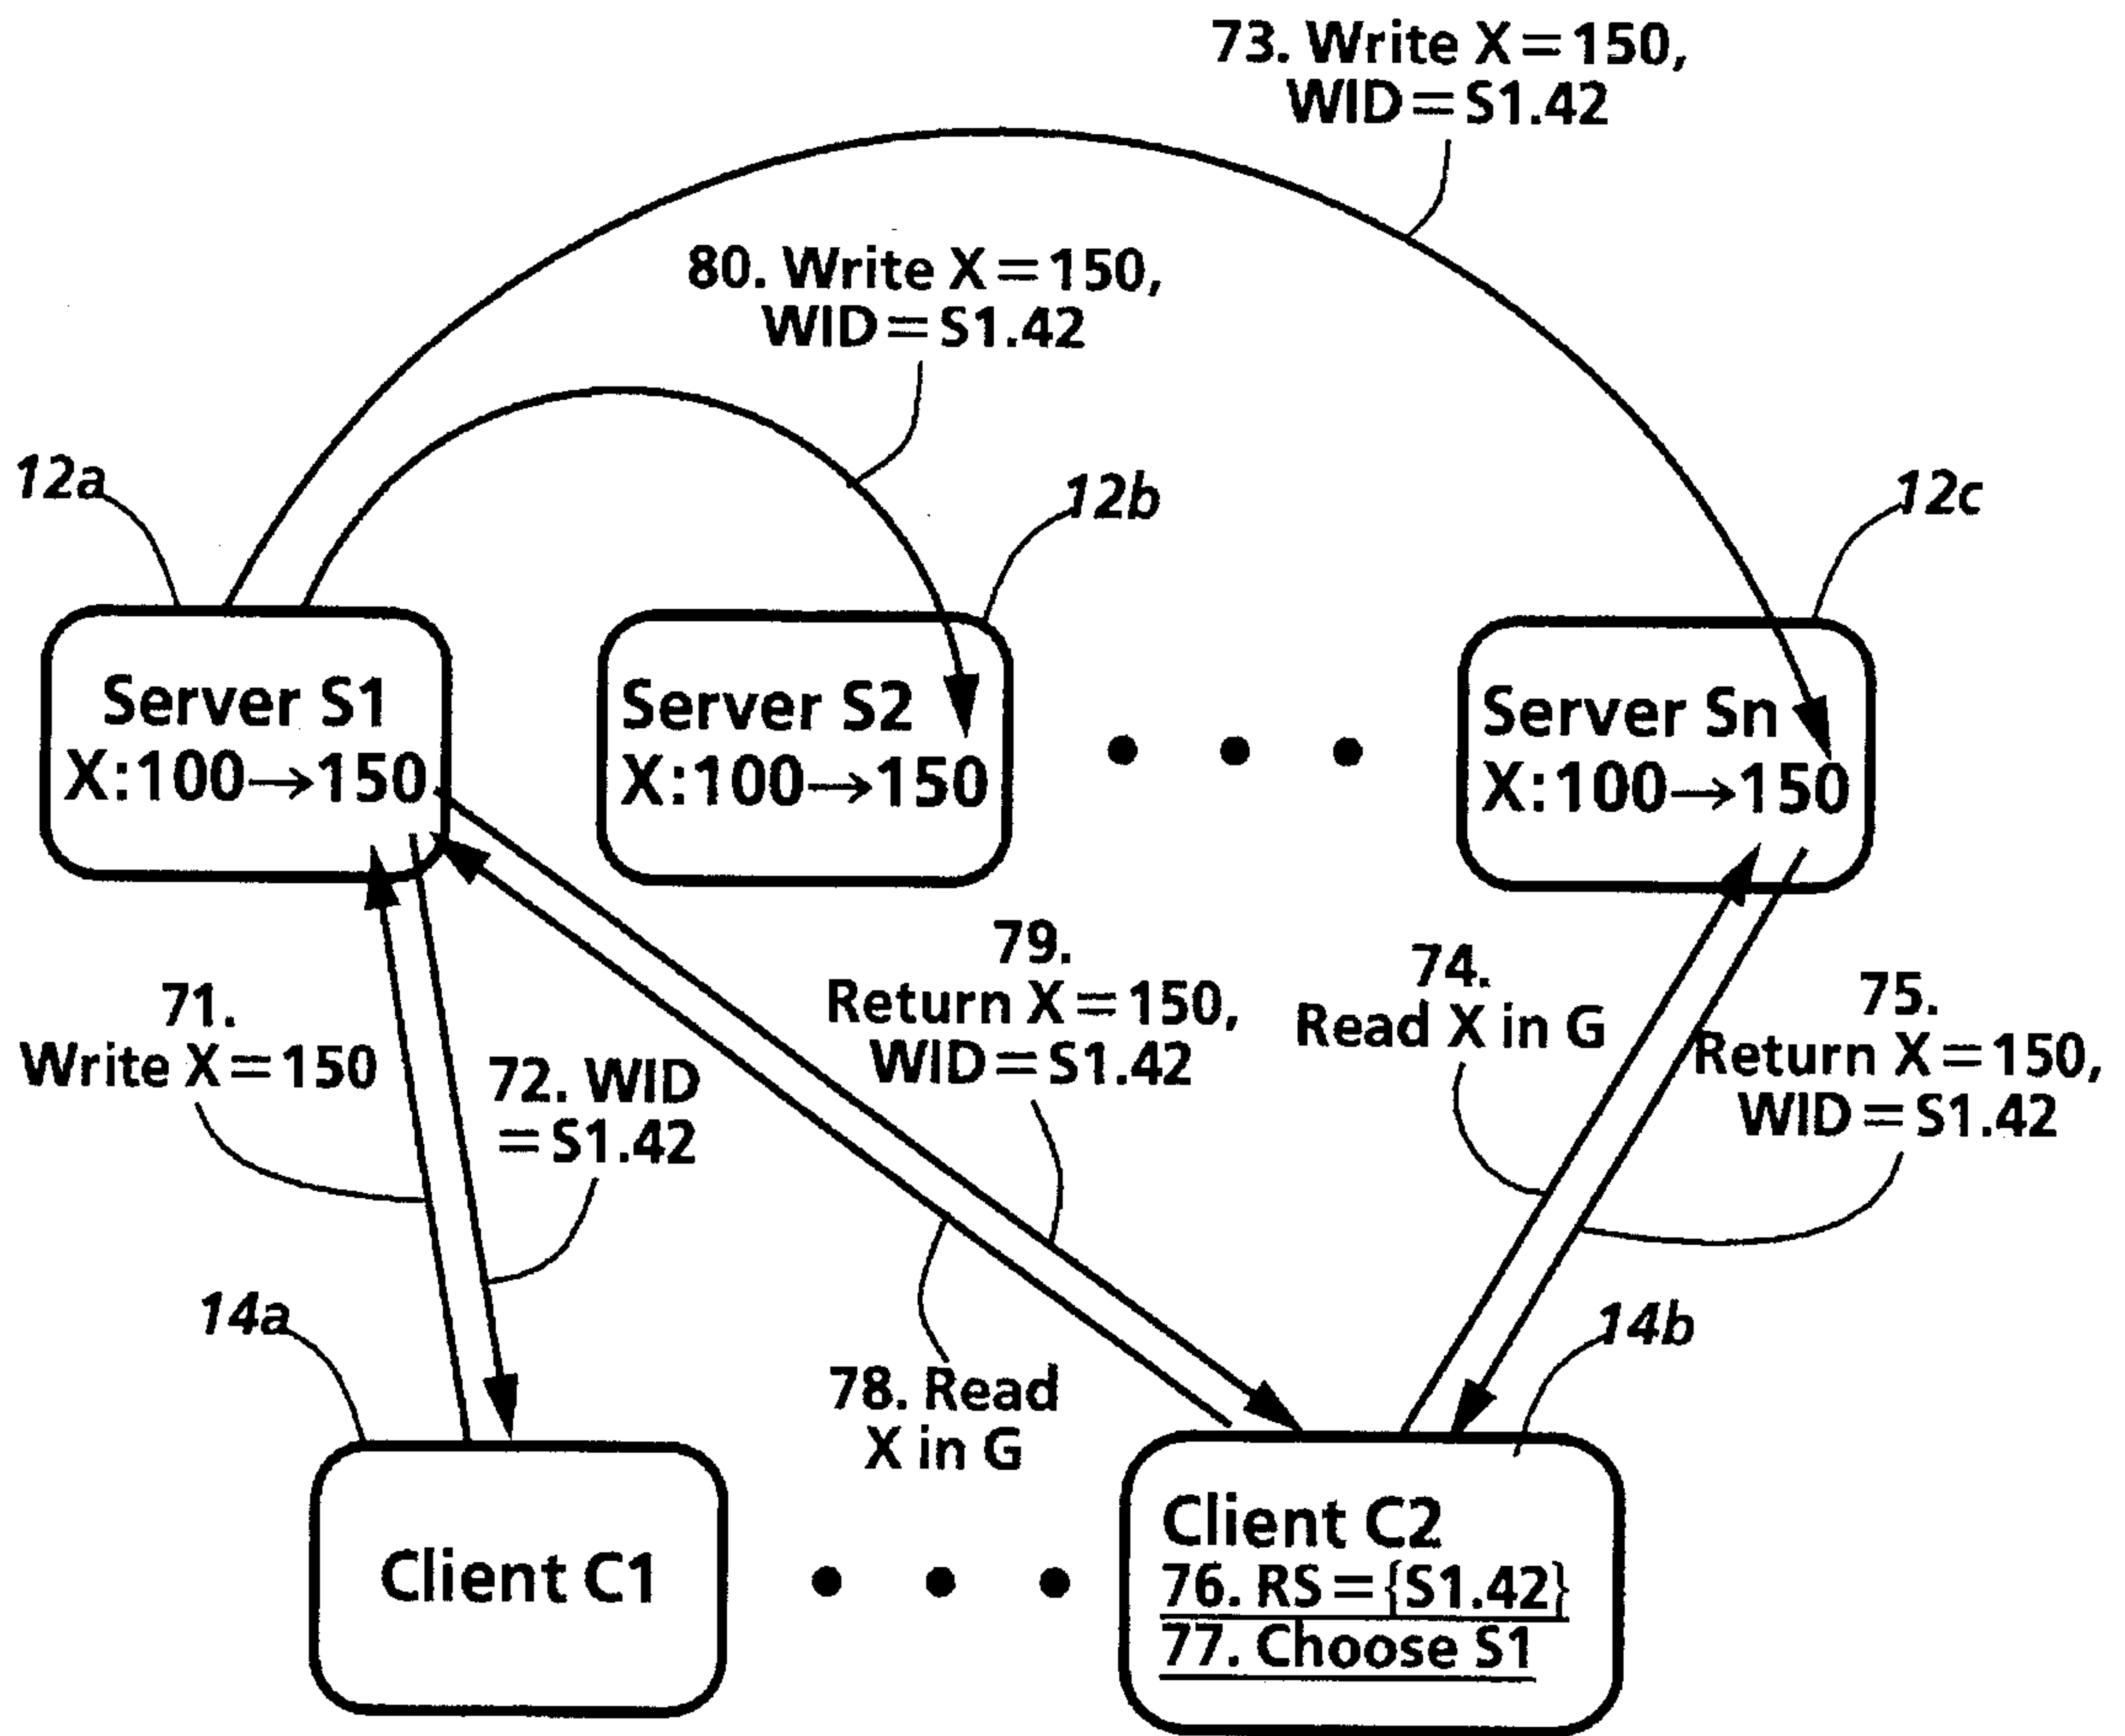 73. Write X=150,
WID=S1.42
80. Write X=150,
WID=S1.42
12a
12b
12c
Server S1
X:100→150
Server S2
X:100→150
Server Sn
X:100→150
71.
Write X=150
72. WID
=S1.42
79.
Return X=150,
WID=S1.42
74.
Read X in G
75.
Return X=150,
WID=S1.42
14a
78. Read
X in G
14b
Client C1
Client C2
76. RS={S1.42}
77. Choose S1